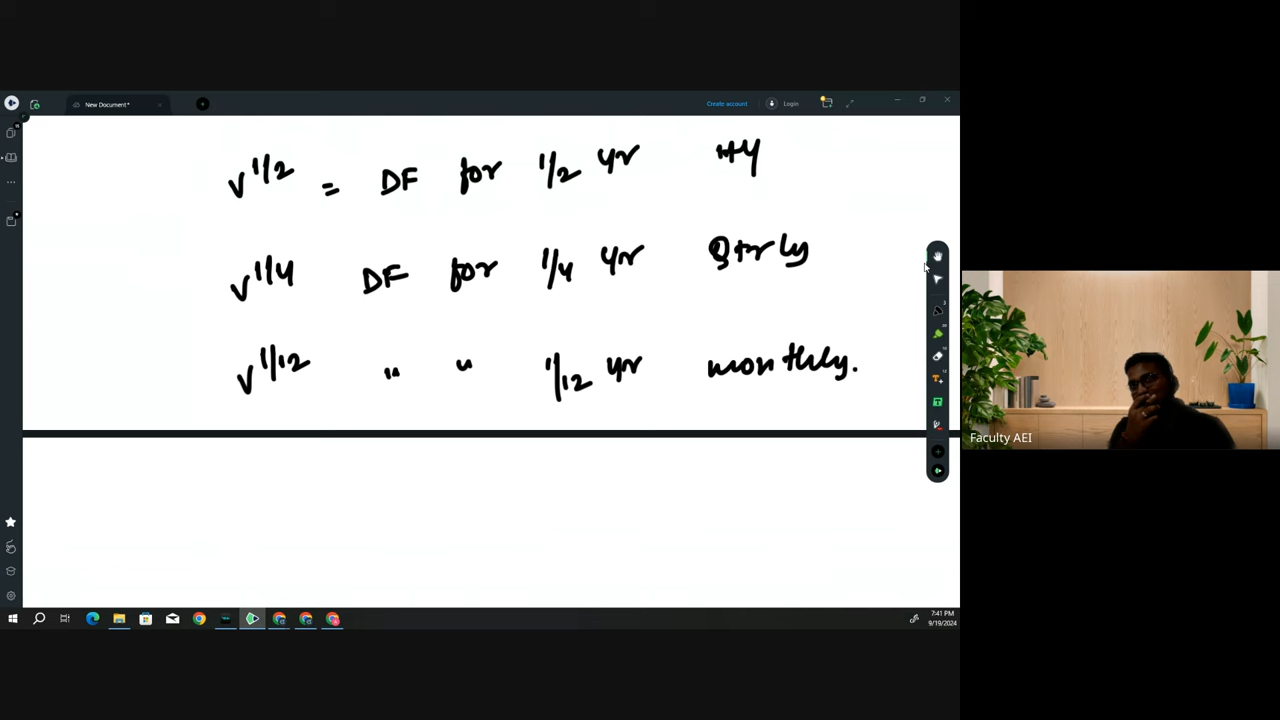 New Document*
Create account
Login
v^1/2 = DF for 1/2 yr HY
v^1/4 DF for 1/4 yr Qtrly
v^1/12 " " 1/12 yr monthly.
Faculty AEI
7:41 PM
9/19/2024